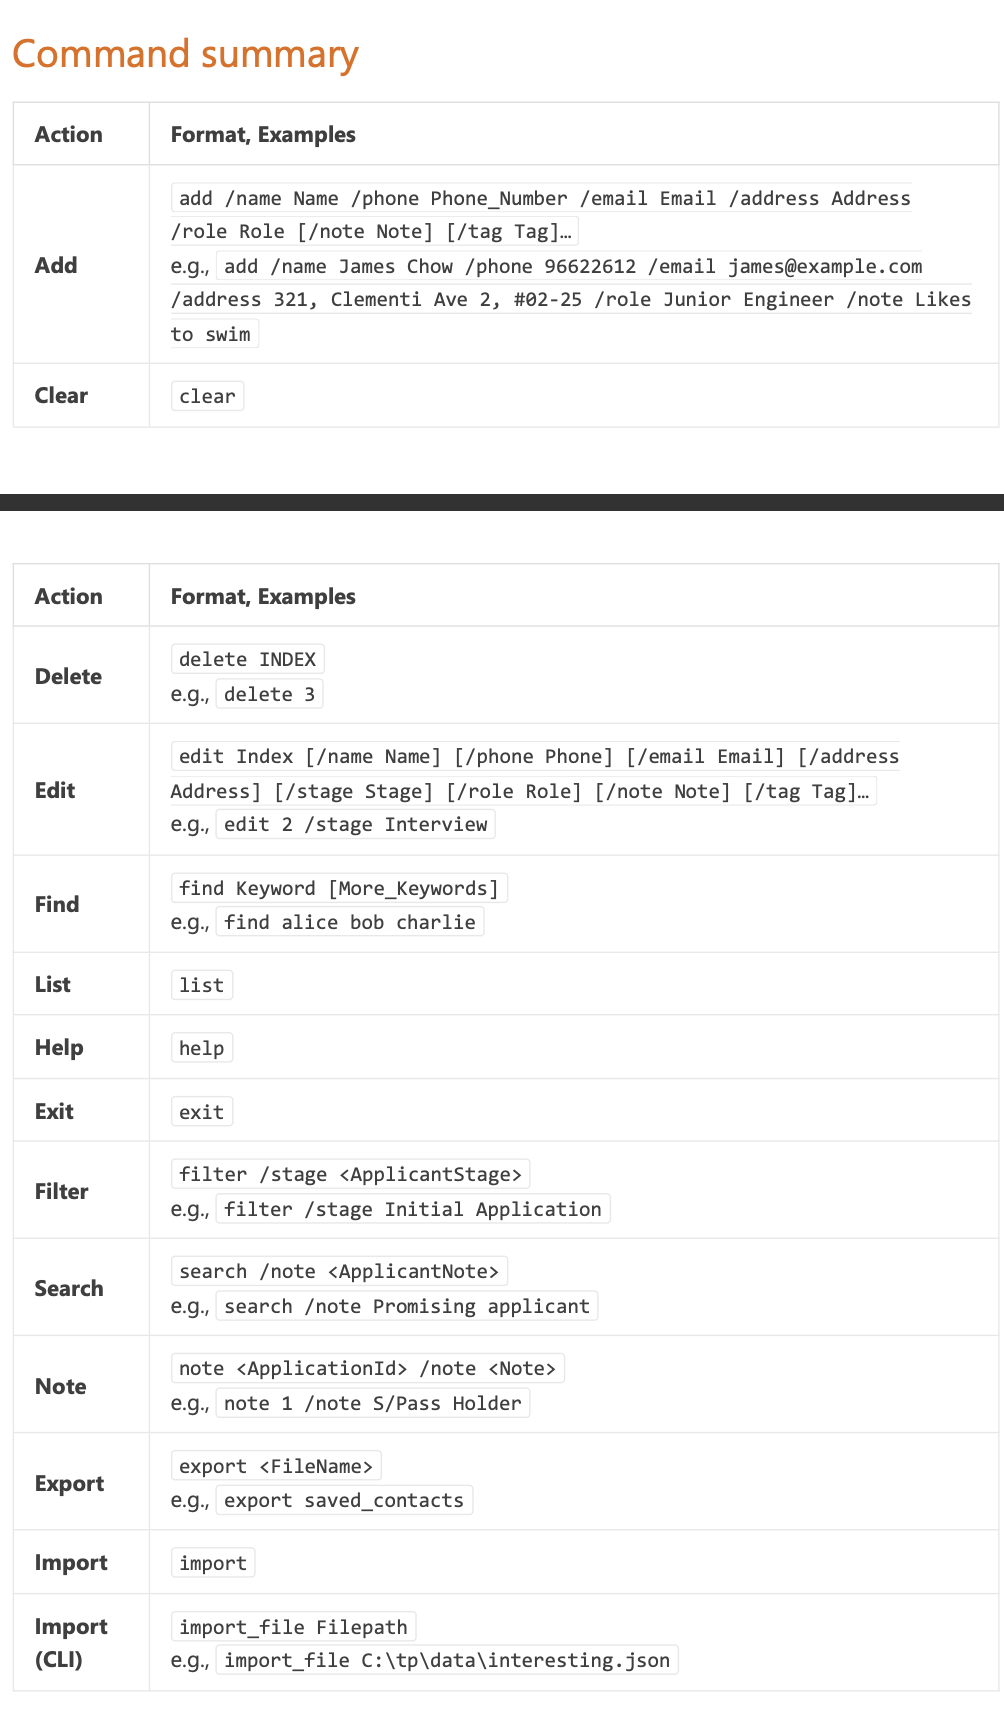 Command summary
Action Format, Examples
Add
add /name Name /phone Phone_Number /email Email /address Address
/role Role [/note Note] [/tag Tag]…
e.g., add /name James Chow /phone 96622612 /email james@example.com
/address 321, Clementi Ave 2, #02-25 /role Junior Engineer /note Likes
to swim
Clear clear
Action Format, Examples
Delete
delete INDEX
e.g., delete 3
Edit
edit Index [/name Name] [/phone Phone] [/email Email] [/address
Address] [/stage Stage] [/role Role] [/note Note] [/tag Tag]…
e.g., edit 2 /stage Interview
Find
find Keyword [More_Keywords]
e.g., find alice bob charlie
List list
Help help
Exit exit
Filter
filter /stage <ApplicantStage>
e.g., filter /stage Initial Application
Search
search /note <ApplicantNote>
e.g., search /note Promising applicant
Note
note <ApplicationId> /note <Note>
e.g., note 1 /note S/Pass Holder
Export
export <FileName>
e.g., export saved_contacts
Import import
Import
(CLI)
import_file Filepath
e.g., import_file C:\tp\data\interesting.json